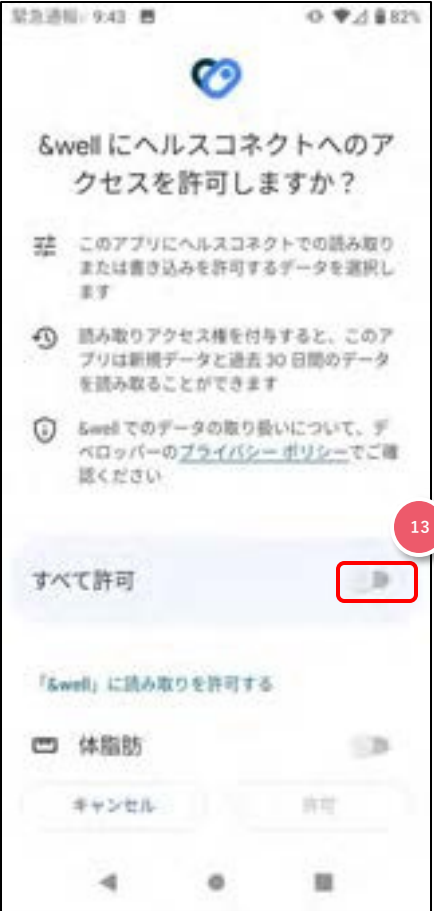 緊急通報 9:43 82%
&well にヘルスコネクトへのア
クセスを許可しますか？
このアプリにヘルスコネクトでの読み取り
または書き込みを許可するデータを選択し
ます
読み取りアクセス権を付与すると、このア
プリは新規データと過去 30 日間のデータ
を読み取ることができます
&well でのデータの取り扱いについて、デ
ベロッパーのプライバシー ポリシーでご確
認ください
13
すべて許可
「&well」に読み取りを許可する
体脂肪
キャンセル 許可